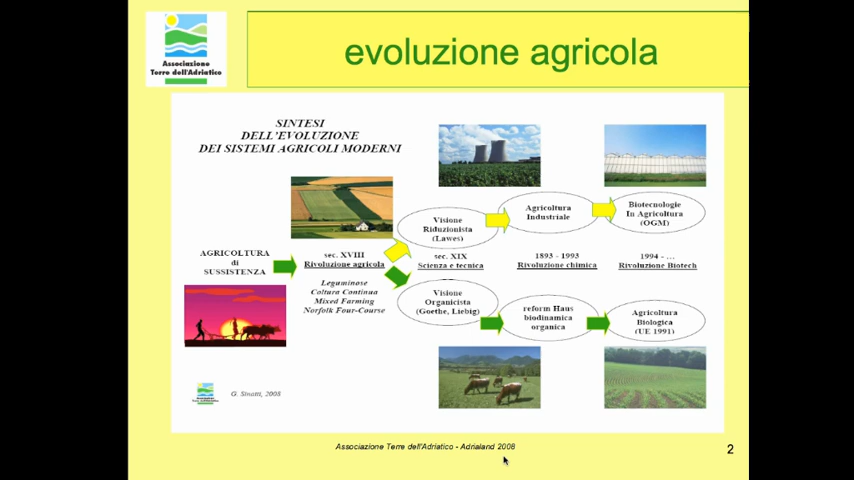 Associazione
Terre dell'Adriatico
evoluzione agricola
SINTESI
DELL'EVOLUZIONE
DEI SISTEMI AGRICOLI MODERNI
AGRICOLTURA
di
SUSSISTENZA
sec. XVIII
Rivoluzione agricola
Leguminose
Coltura Continua
Mixed Farming
Norfolk Four-Course
Visione
Riduzionista
(Lawes)
sec. XIX
Scienza e tecnica
Visione
Organicista
(Goethe, Liebig)
Agricoltura
Industriale
1893 - 1993
Rivoluzione chimica
reform Haus
biodinamica
organica
Biotecnologie
In Agricoltura
(OGM)
1994 - ...
Rivoluzione Biotech
Agricoltura
Biologica
(UE 1991)
G. Sinatti, 2008
Associazione Terre dell'Adriatico - Adrialand 2008
2